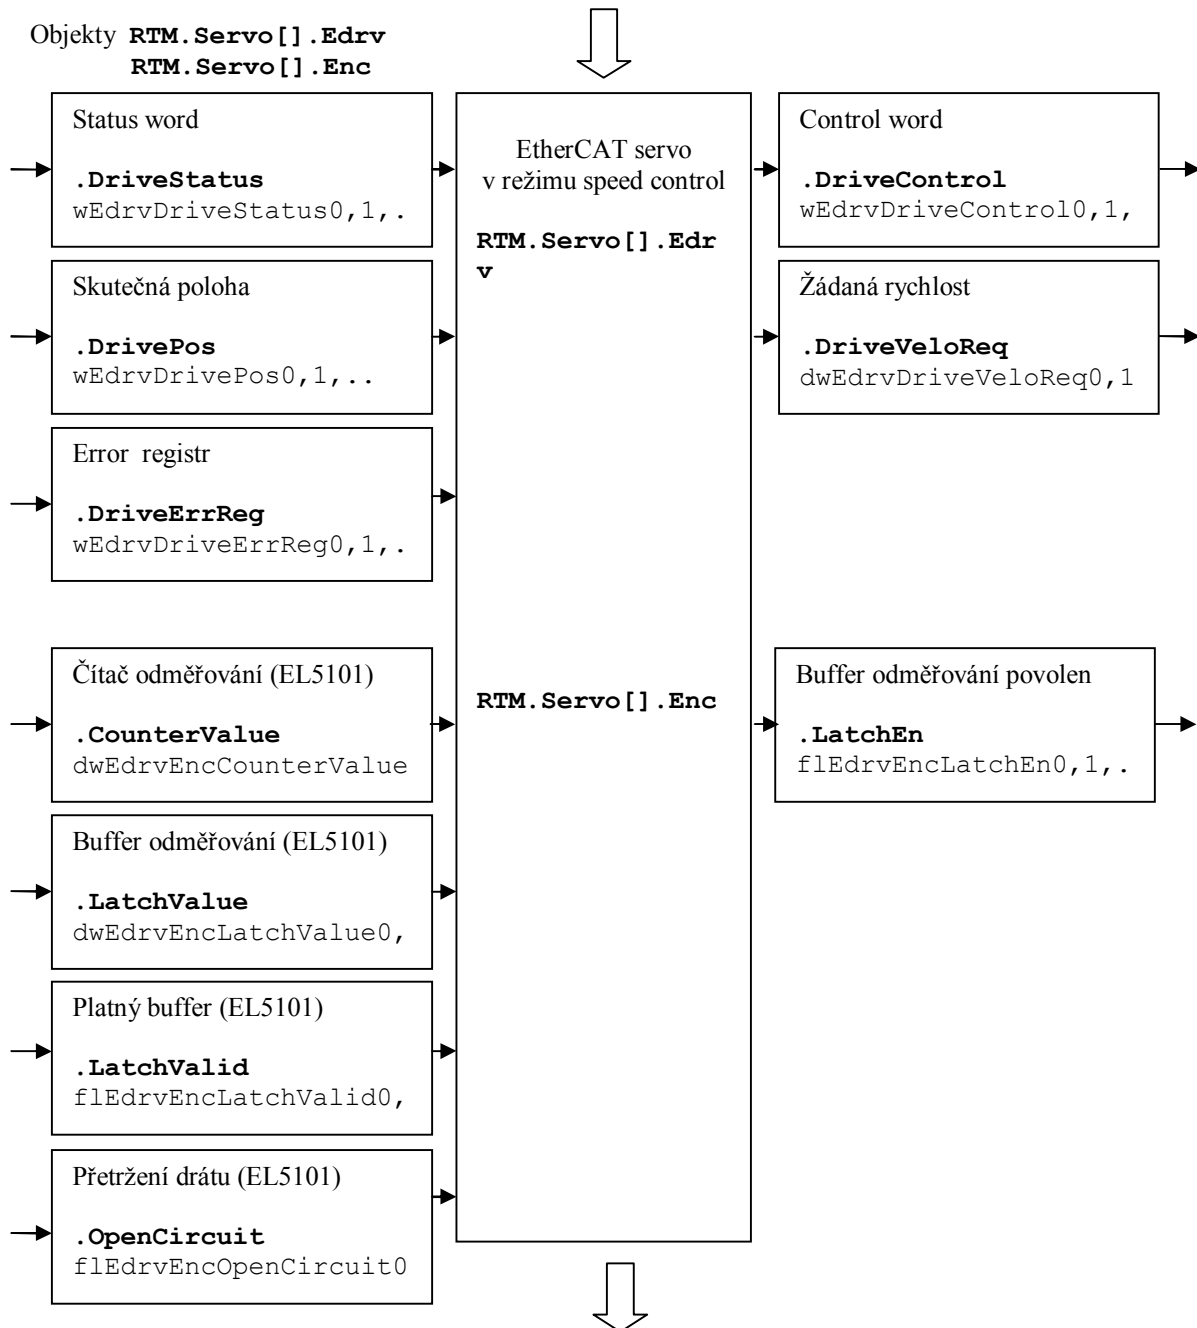 Objekty RTM.Servo[].Edrv
RTM.Servo[].Enc
Status word
.DriveStatus
wEdrvDriveStatus0,1,.
Skutečná poloha
.DrivePos
wEdrvDrivePos0,1,..
Error registr
.DriveErrReg
wEdrvDriveErrReg0,1,.
Čítač odměřování (EL5101)
.CounterValue
dwEdrvEncCounterValue
Buffer odměřování (EL5101)
.LatchValue
dwEdrvEncLatchValue0,
Platný buffer (EL5101)
.LatchValid
flEdrvEncLatchValid0,
Přetržení drátu (EL5101)
.OpenCircuit
flEdrvEncOpenCircuit0
EtherCAT servo
v režimu speed control
RTM.Servo[].Edr
v
RTM.Servo[].Enc
Control word
.DriveControl
wEdrvDriveControl0,1,
Žádaná rychlost
.DriveVeloReq
dwEdrvDriveVeloReq0,1
Buffer odměřování povolen
.LatchEn
flEdrvEncLatchEn0,1,.